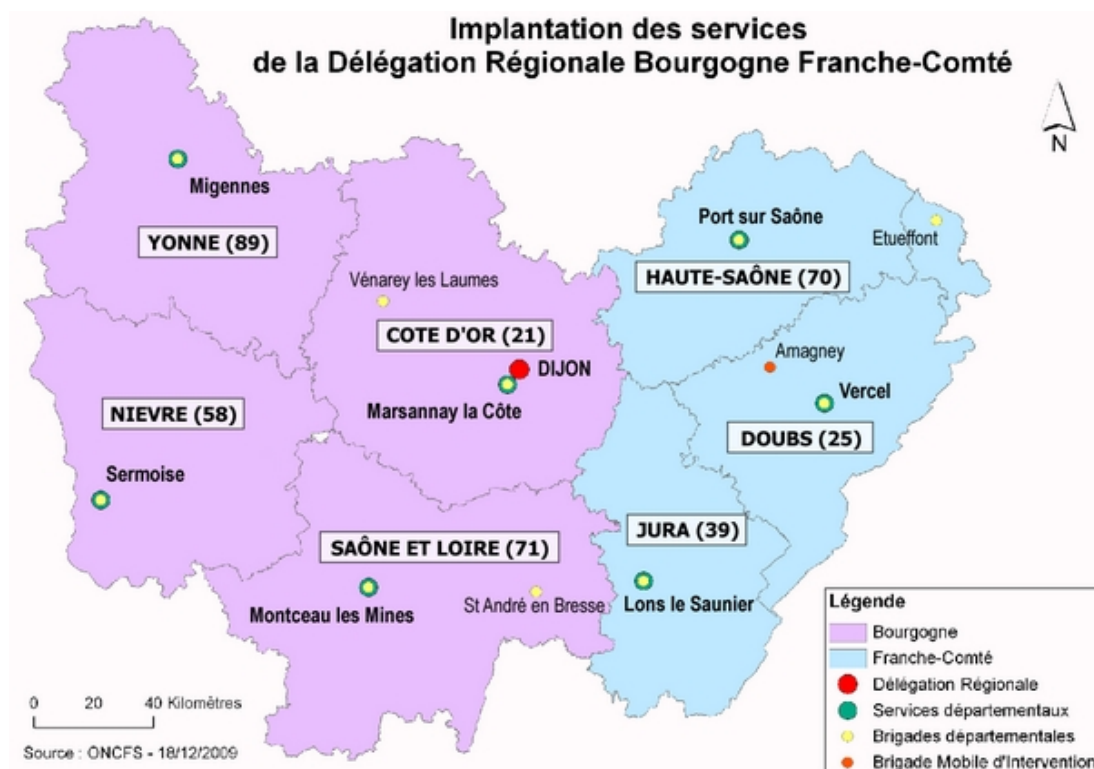 Implantation des services
de la Délégation Régionale Bourgogne Franche-Comté
N
Migennes
YONNE (89)
Port sur Saône
Etueffont
HAUTE-SAÔNE (70)
Vénarey les Laumes
COTE D'OR (21)
DIJON
Marsannay la Côte
Amagney
Vercel
DOUBS (25)
NIEVRE (58)
Sermoise
JURA (39)
SAÔNE ET LOIRE (71)
Montceau les Mines
St André en Bresse
Lons le Saunier
Légende
Bourgogne
Franche-Comté
Délégation Régionale
Services départementaux
Brigades départementales
Brigade Mobile d'Intervention
0 20 40 Kilomètres
Source : ONCFS - 18/12/2009